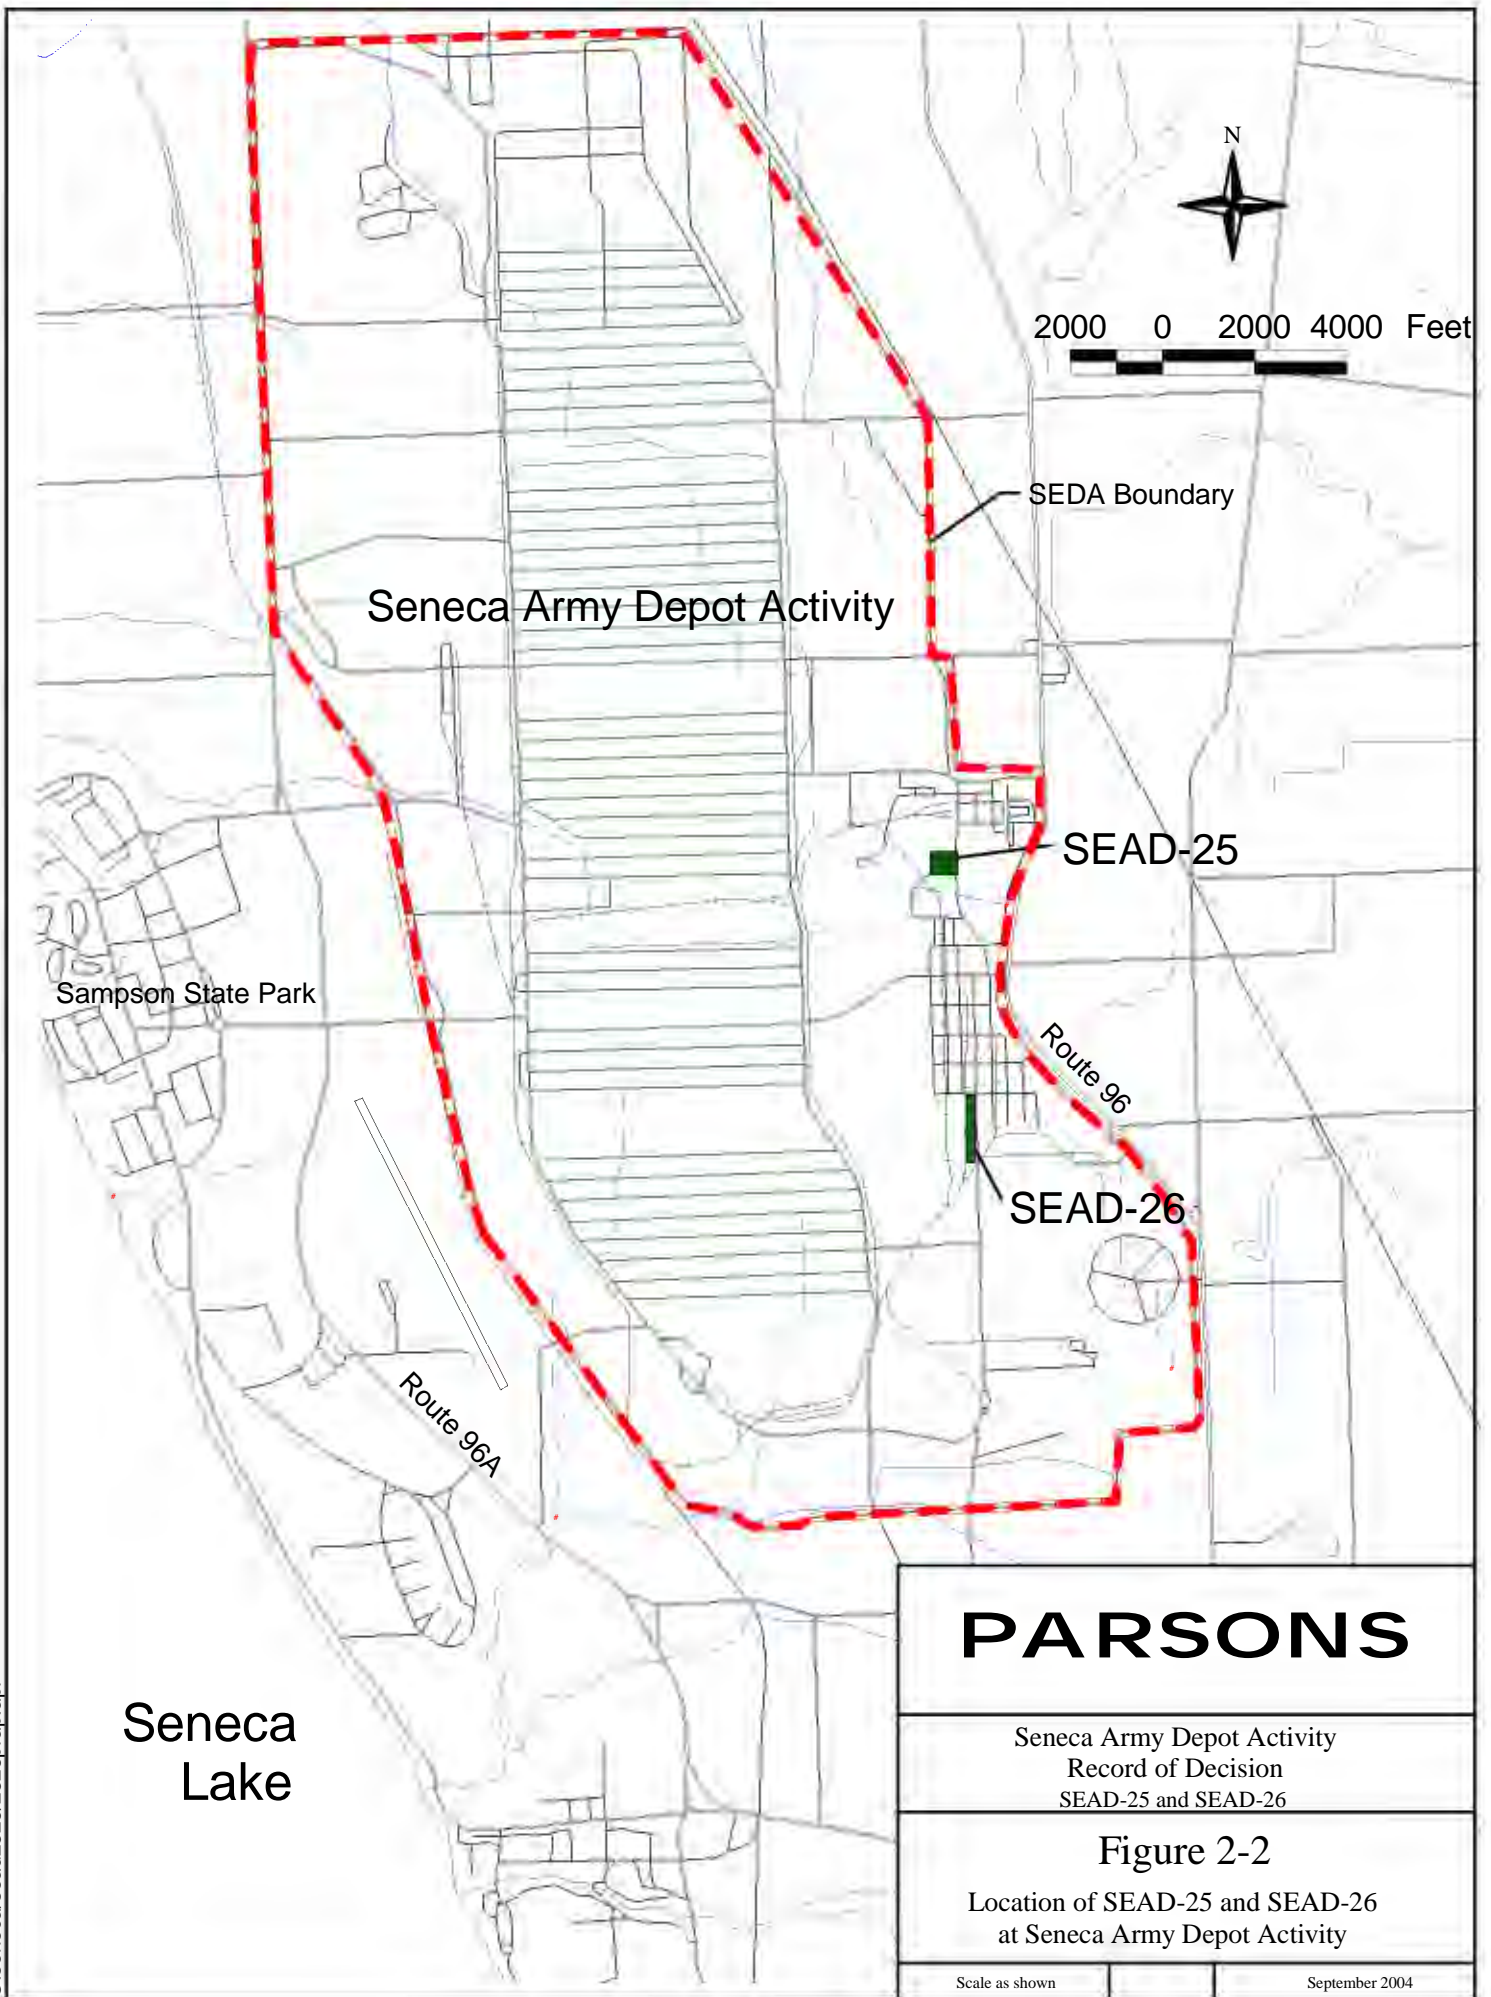 N
2000 0 2000 4000 Feet
SEDA Boundary
Seneca Army Depot Activity
SEAD-25
Sampson State Park
Route 96
SEAD-26
Route 96A
Seneca
Lake
PARSONS
Seneca Army Depot Activity
Record of Decision
SEAD-25 and SEAD-26
Figure 2-2
Location of SEAD-25 and SEAD-26
at Seneca Army Depot Activity
Scale as shown
September 2004